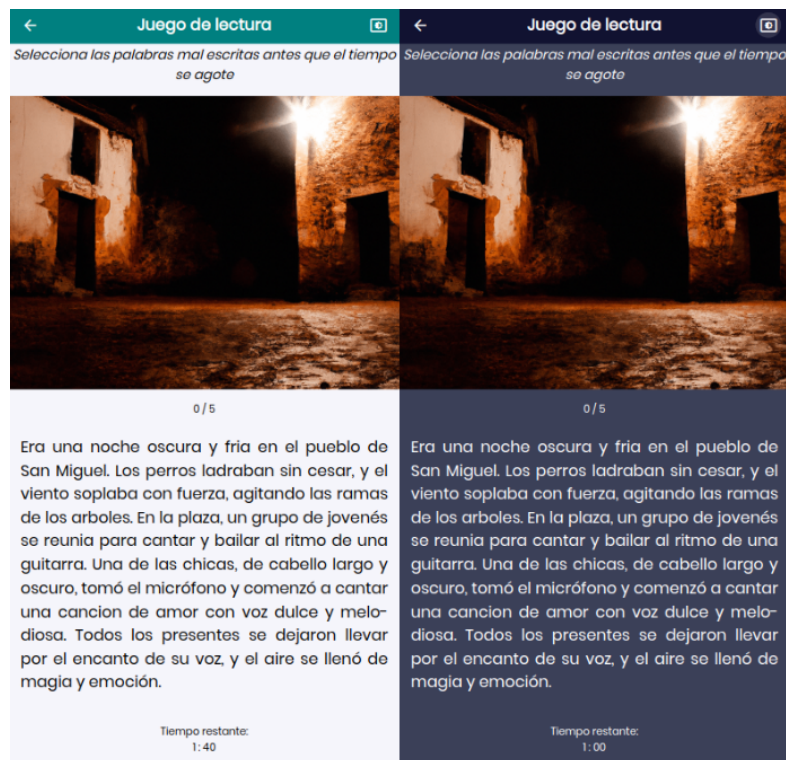 Juego de lectura
Selecciona las palabras mal escritas antes que el tiempo
se agote
0 / 5
Era una noche oscura y fria en el pueblo de
San Miguel. Los perros ladraban sin cesar, y el
viento soplaba con fuerza, agitando las ramas
de los arboles. En la plaza, un grupo de jovenés
se reunia para cantar y bailar al ritmo de una
guitarra. Una de las chicas, de cabello largo y
oscuro, tomó el micrófono y comenzó a cantar
una cancion de amor con voz dulce y melo-
diosa. Todos los presentes se dejaron llevar
por el encanto de su voz, y el aire se llenó de
magia y emoción.
Tiempo restante:
1 : 40
Juego de lectura
Selecciona las palabras mal escritas antes que el tiempo
se agote
0 / 5
Era una noche oscura y fria en el pueblo de
San Miguel. Los perros ladraban sin cesar, y el
viento soplaba con fuerza, agitando las ramas
de los arboles. En la plaza, un grupo de jovenés
se reunia para cantar y bailar al ritmo de una
guitarra. Una de las chicas, de cabello largo y
oscuro, tomó el micrófono y comenzó a cantar
una cancion de amor con voz dulce y melo-
diosa. Todos los presentes se dejaron llevar
por el encanto de su voz, y el aire se llenó de
magia y emoción.
Tiempo restante:
1 : 00